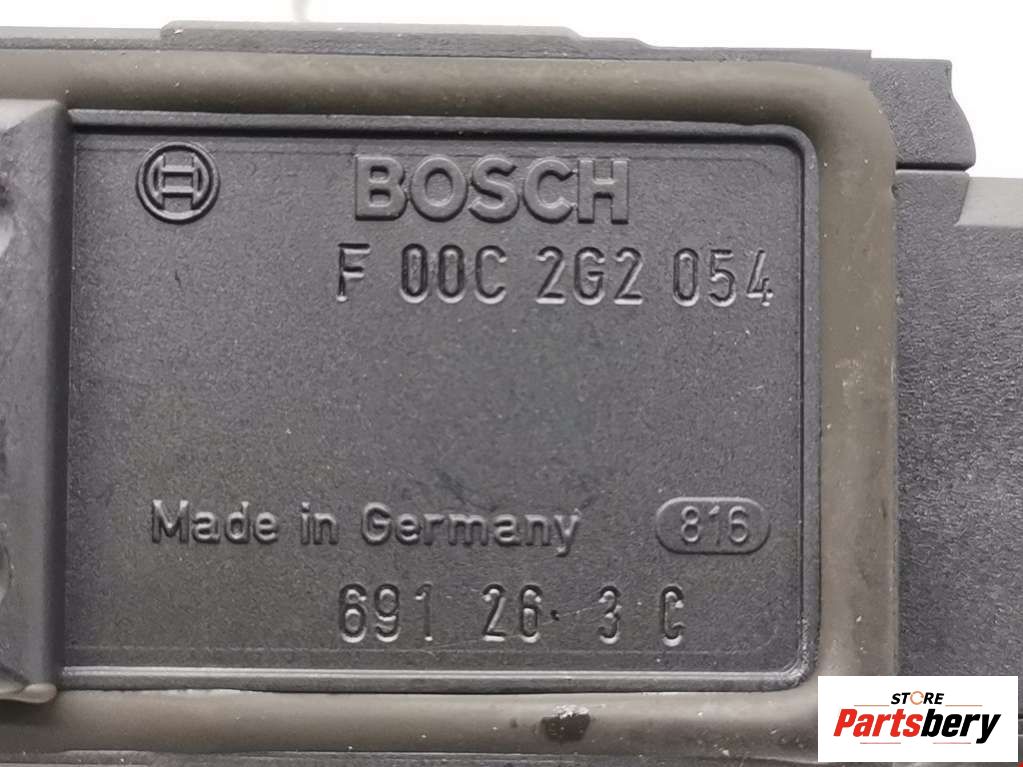 BOSCH
F 00C 2G2 054
Made in Germany 816
691 26 3 C
STORE
Partsbery